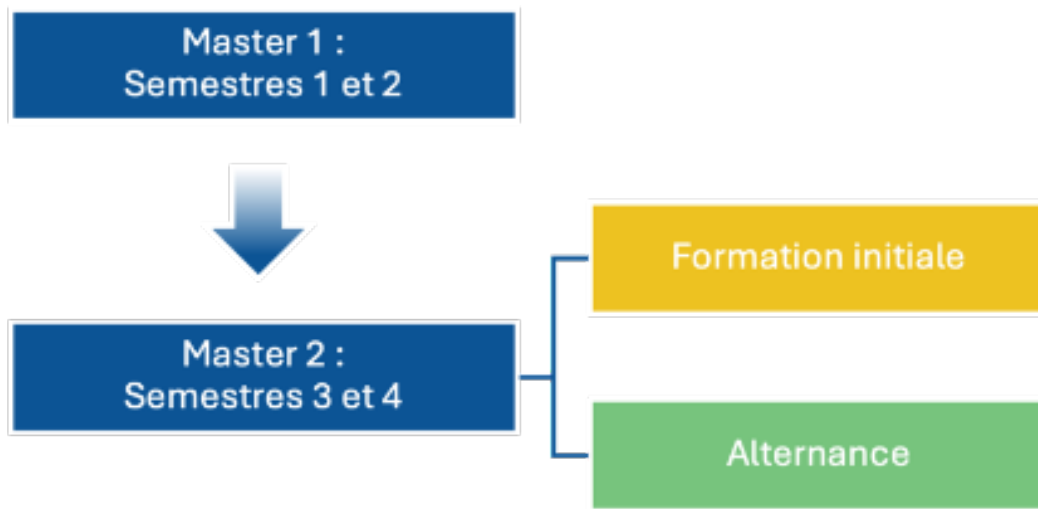 Master 1 :
Semestres 1 et 2
Formation initiale
Master 2 :
Semestres 3 et 4
Alternance